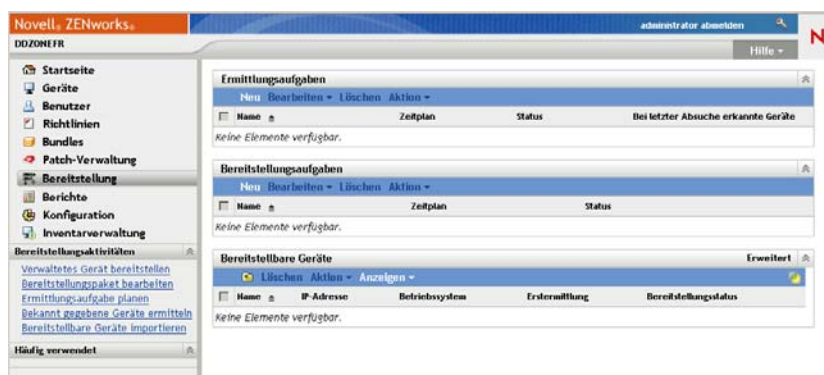 Novell® ZENworks®
administrator abmelden
N
DDZONEFR
Hilfe
Startseite
Geräte
Benutzer
Richtlinien
Bundles
Patch-Verwaltung
Bereitstellung
Berichte
Konfiguration
Inventarverwaltung
Bereitstellungsaktivitäten
Verwaltetes Gerät bereitstellen
Bereitstellungspaket bearbeiten
Ermittlungsaufgabe planen
Bekannt gegebene Geräte ermitteln
Bereitstellbare Geräte importieren
Häufig verwendet
Ermittlungsaufgaben
Neu Bearbeiten Löschen Aktion
Name Zeitplan Status Bei letzter Absuche erkannte Geräte
Keine Elemente verfügbar.
Bereitstellungsaufgaben
Neu Bearbeiten Löschen Aktion
Name Zeitplan Status
Keine Elemente verfügbar.
Bereitstellbare Geräte Erweitert
Löschen Aktion Anzeigen
Name IP-Adresse Betriebssystem Erstermittlung Bereitstellungsstatus
Keine Elemente verfügbar.